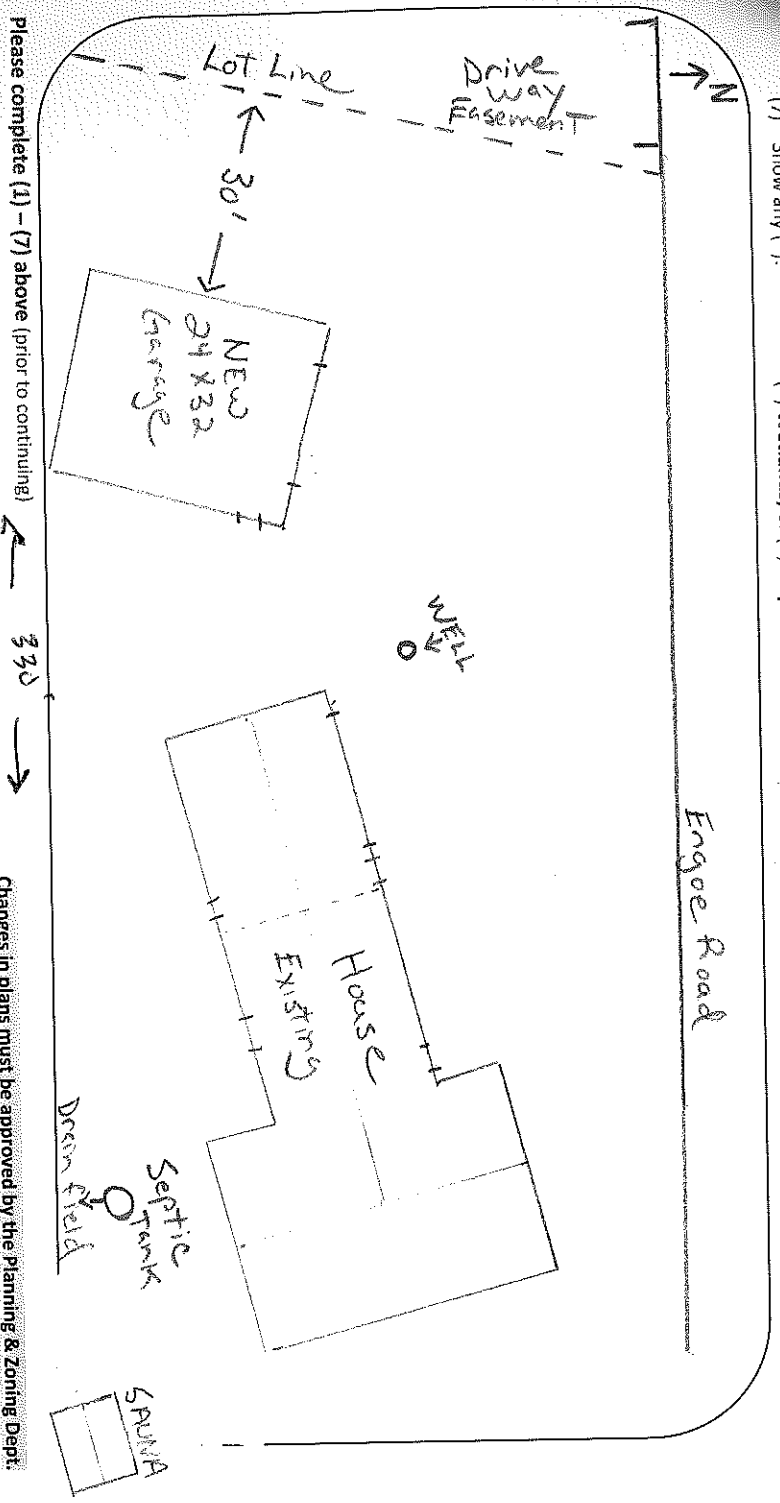 (7) Show any
N
Drive
Way
Easement
Lot Line
30'
NEW
24 X 32
Garage
WELL
Engoe Road
House
Existing
Septic
Tank
Drain field
SAUNA
330
Please complete (1) – (7) above (prior to continuing)
Changes in plans must be approved by the Planning & Zoning Dept.